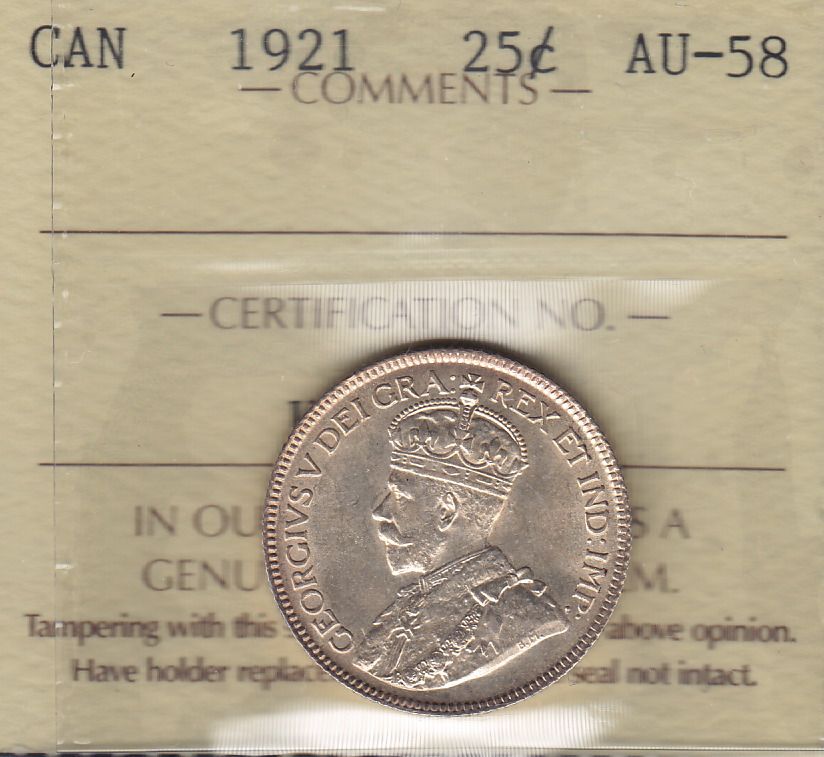 CAN 1921 25¢ AU-58
— COMMENTS —
— CERTIFICATION NO. —
GEORGIVS V DEI GRA: REX ET IND: IMP:
B.M.
IN OU S A
GENU M.
Tampering with this above opinion.
Have holder replace seal not intact.